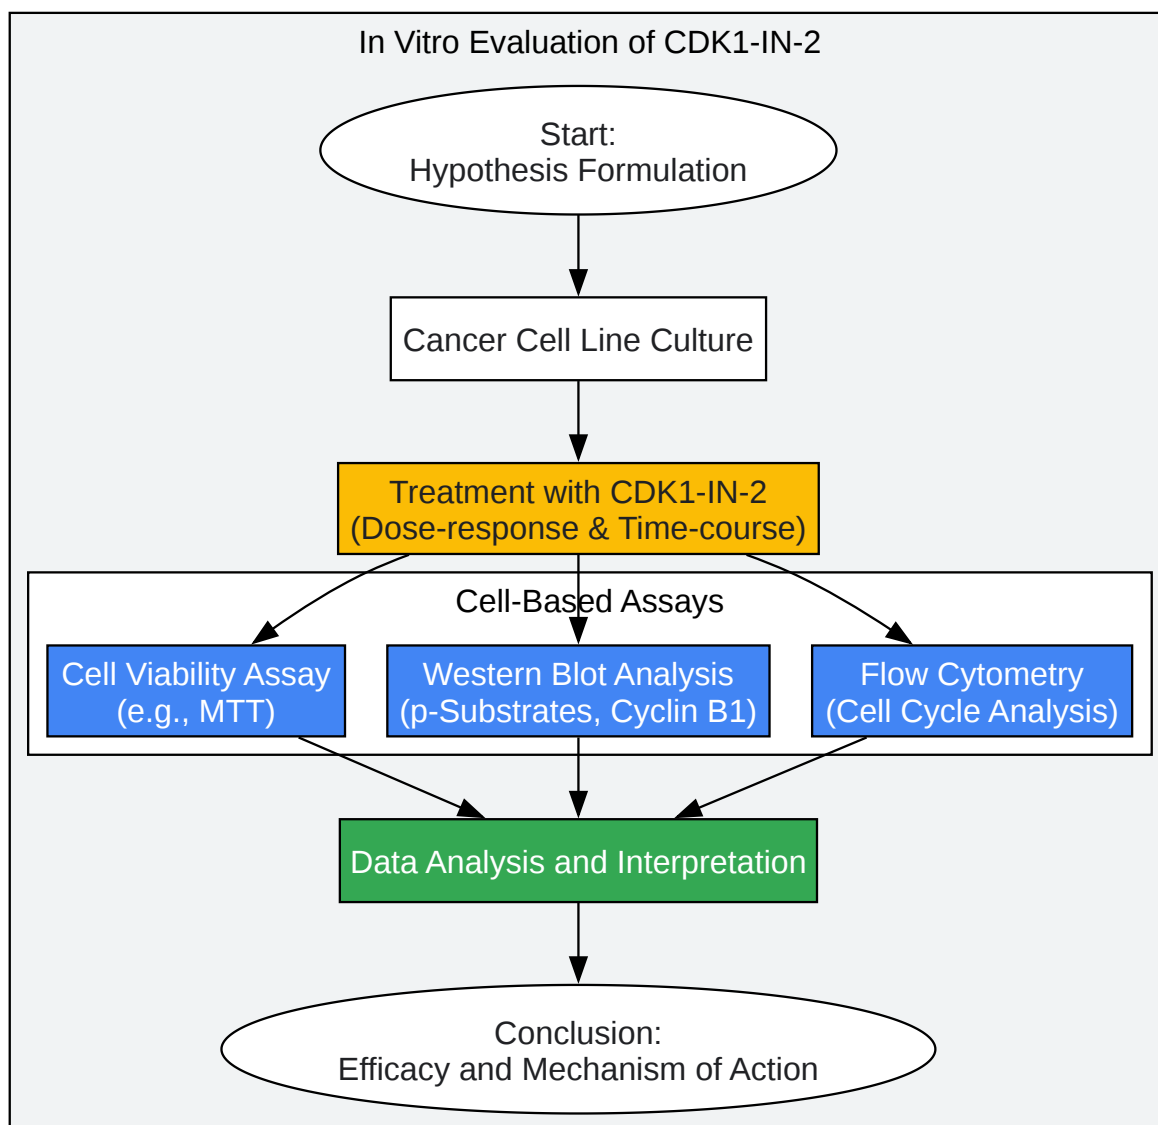 In Vitro Evaluation of CDK1-IN-2
Start:
Hypothesis Formulation
Cancer Cell Line Culture
Treatment with CDK1-IN-2
(Dose-response & Time-course)
Cell-Based Assays
Cell Viability Assay
(e.g., MTT)
Western Blot Analysis
(p-Substrates, Cyclin B1)
Flow Cytometry
(Cell Cycle Analysis)
Data Analysis and Interpretation
Conclusion:
Efficacy and Mechanism of Action